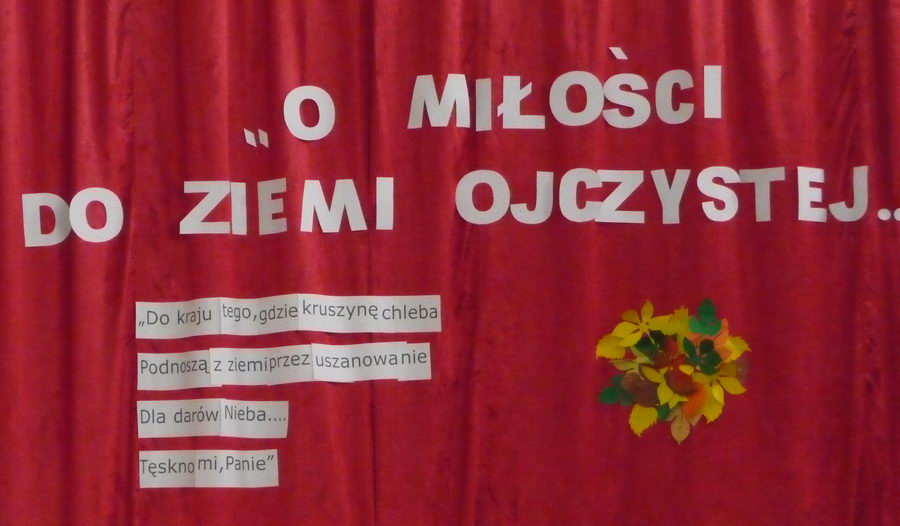 „O MIŁOŚCI
DO ZIEMI OJCZYSTEJ..
„Do kraju tego, gdzie kruszynę chleba
Podnoszą z ziemi przez uszanowanie
Dla darów Nieba....
Tęskno mi, Panie”